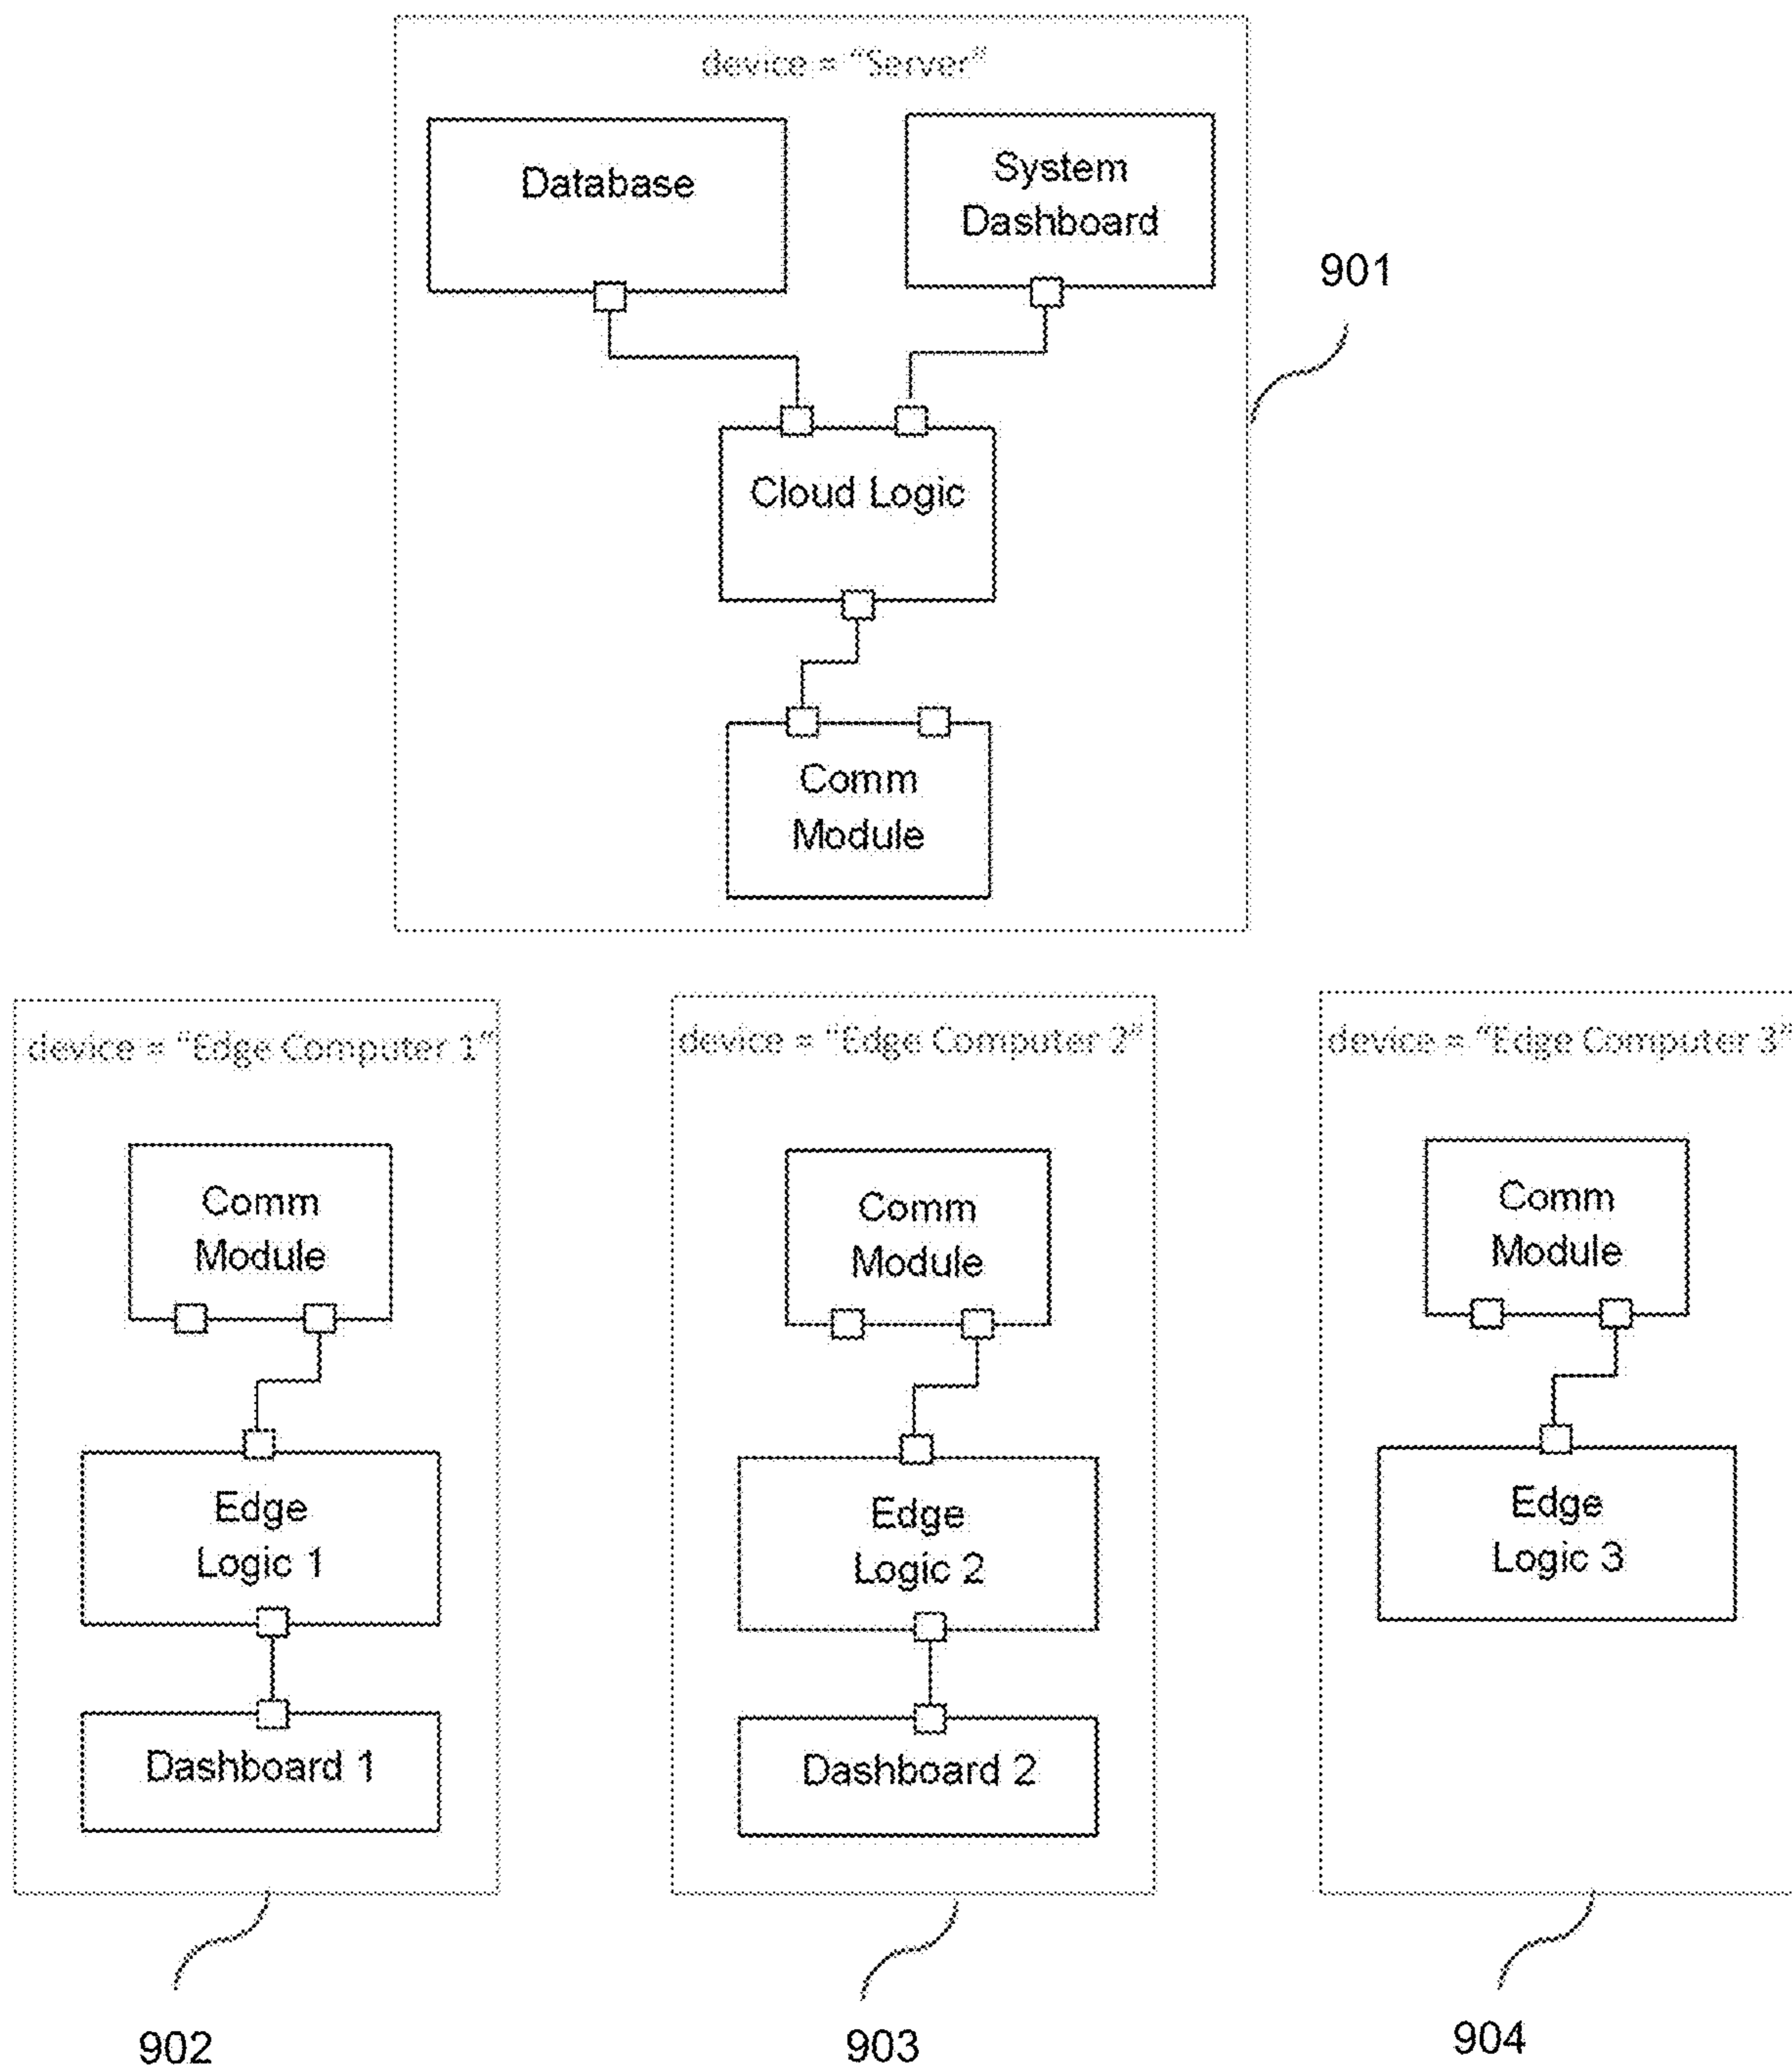 device = “Server”
Database
System
Dashboard
901
Cloud Logic
Comm
Module
device = “Edge Computer 1”
Comm
Module
Edge
Logic 1
Dashboard 1
902
device = “Edge Computer 2”
Comm
Module
Edge
Logic 2
Dashboard 2
903
device = “Edge Computer 3”
Comm
Module
Edge
Logic 3
904